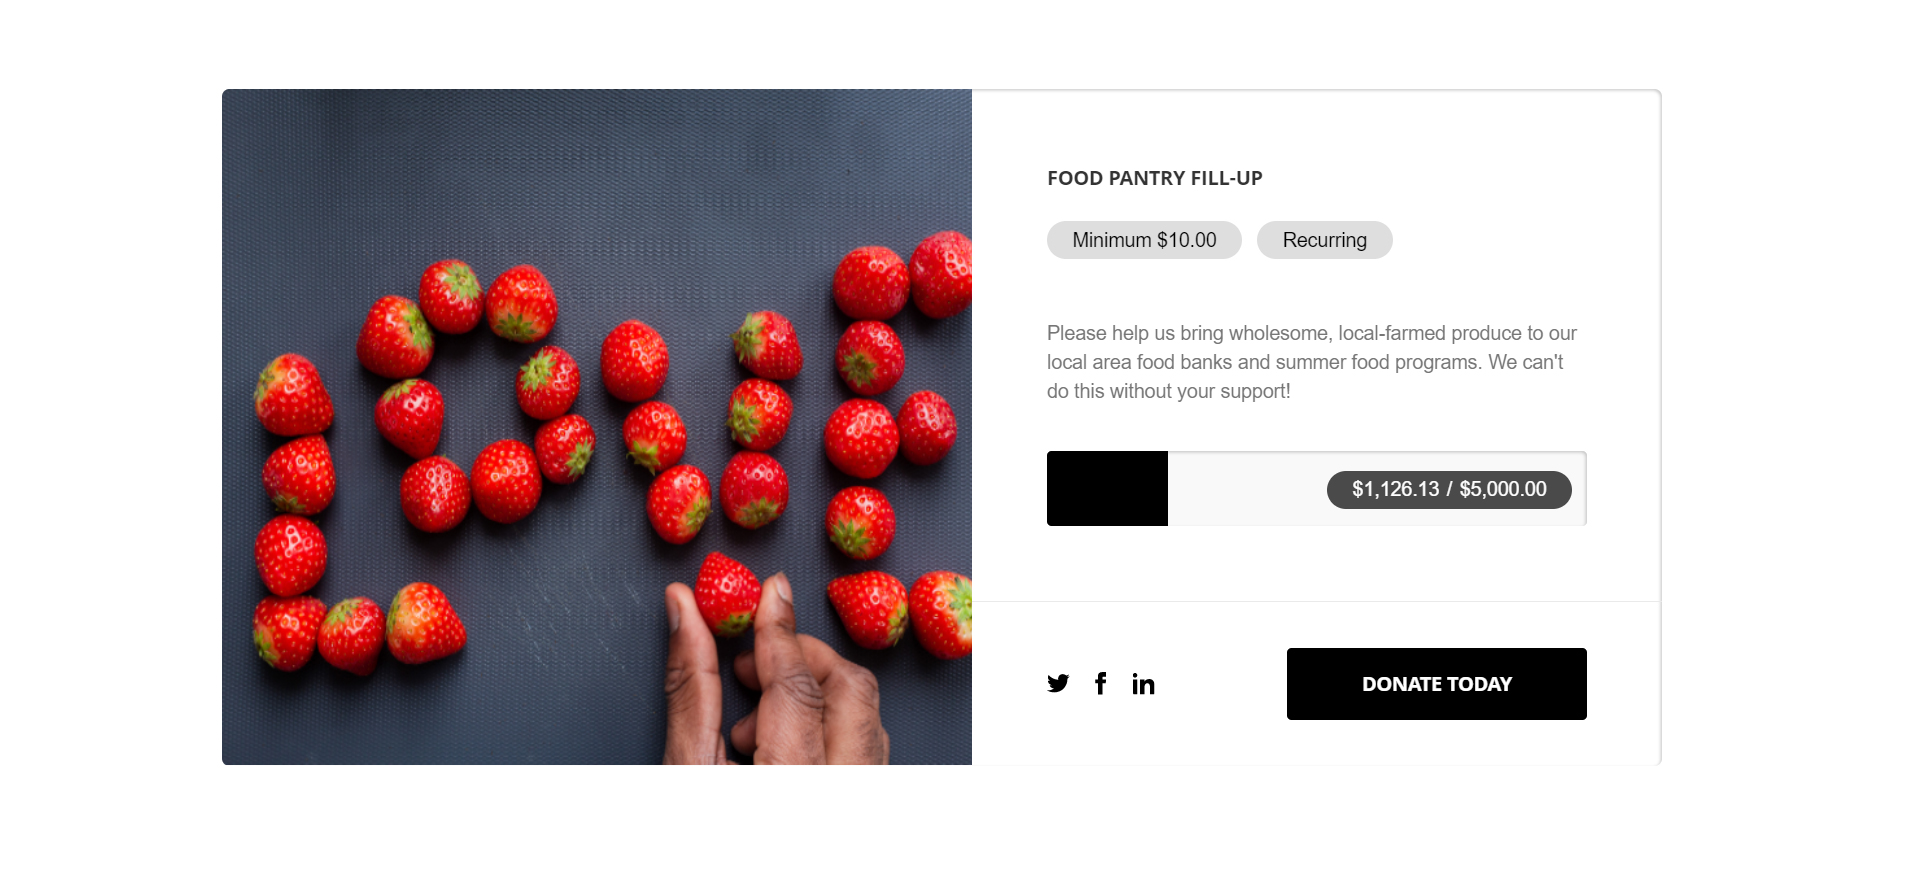 LOVE
FOOD PANTRY FILL-UP
Minimum $10.00
Recurring
Please help us bring wholesome, local-farmed produce to our
local area food banks and summer food programs. We can't
do this without your support!
$1,126.13 / $5,000.00
DONATE TODAY